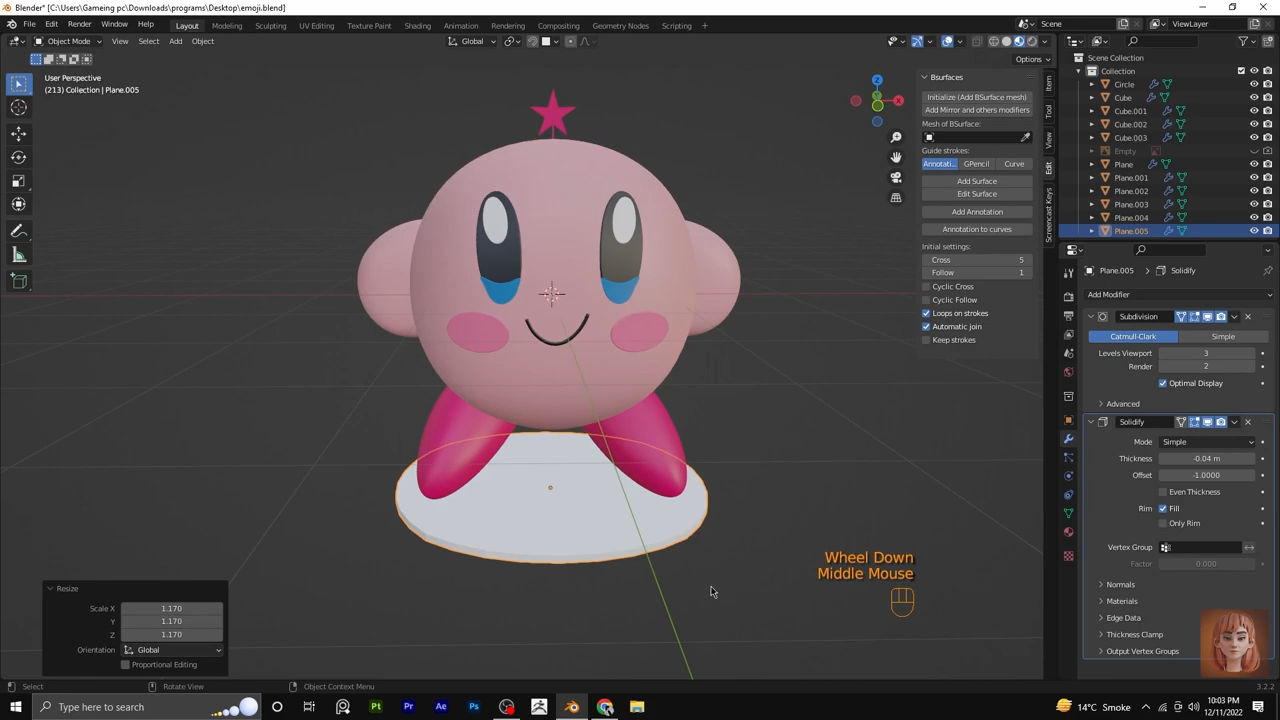 Blender* [C:\Users\Gameing pc\Downloads\programs\Desktop\emoji.blend]
File Edit Render Window Help Layout Modeling Sculpting UV Editing Texture Paint Shading Animation Rendering Compositing Geometry Nodes Scripting + Scene ViewLayer
Object Mode View Select Add Object Global
Options
User Perspective
(213) Collection | Plane.005
Z
X
Bsurfaces
Initialize (Add BSurface mesh)
Add Mirror and others modifiers
Mesh of BSurface:
Guide strokes:
Annotati... GPencil Curve
Add Surface
Edit Surface
Add Annotation
Annotation to curves
Initial settings:
Cross 5
Follow 1
Cyclic Cross
Cyclic Follow
Loops on strokes
Automatic join
Keep strokes
Item
Tool
View
Edit
Screencast Keys
Scene Collection
Collection
Circle
Cube
Cube.001
Cube.002
Cube.003
Empty
Plane
Plane.001
Plane.002
Plane.003
Plane.004
Plane.005
Plane.005 > Solidify
Add Modifier
Subdivision
Catmull-Clark Simple
Levels Viewport 3
Render 2
Optimal Display
Advanced
Solidify
Mode Simple
Thickness -0.04 m
Offset -1.0000
Even Thickness
Rim Fill
Only Rim
Vertex Group
Factor 0.000
Normals
Materials
Edge Data
Thickness Clamp
Output Vertex Groups
Wheel Down
Middle Mouse
Resize
Scale X 1.170
Y 1.170
Z 1.170
Orientation Global
Proportional Editing
Select Rotate View Object Context Menu 3.2.2
Type here to search Pt Pr Ae Ps 14°C Smoke 10:03 PM
12/11/2022